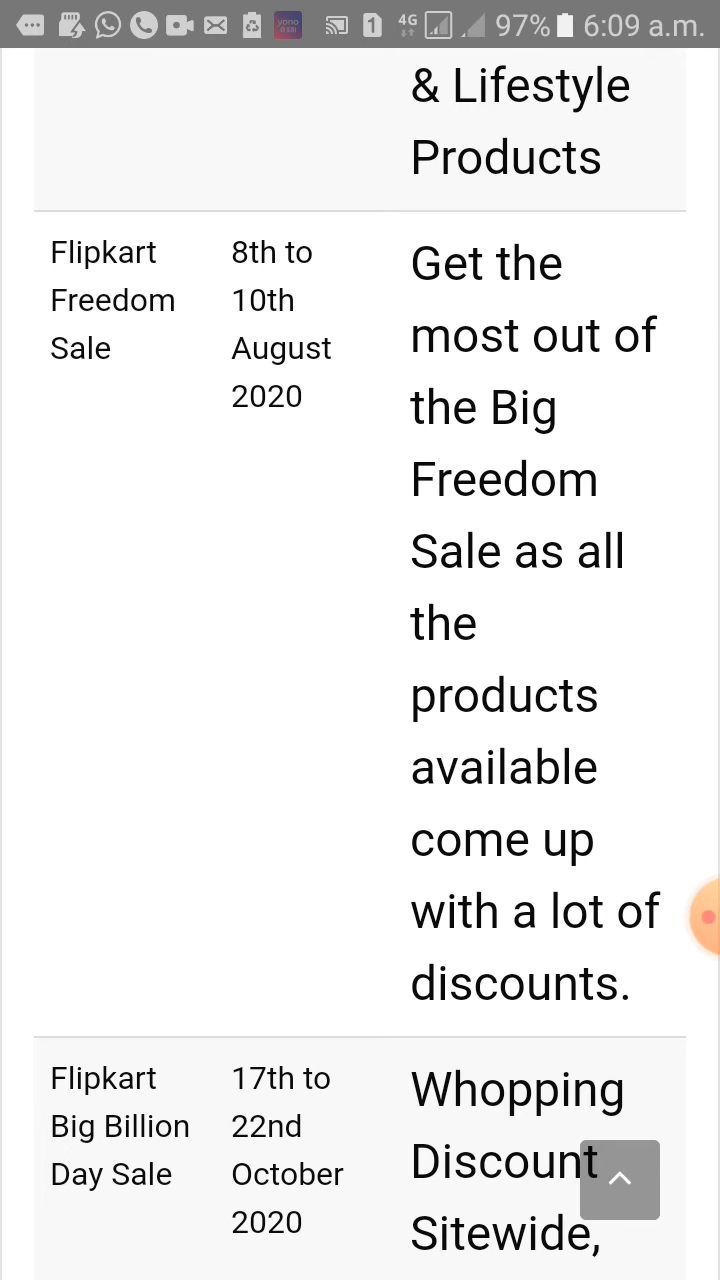 97% 6:09 a.m.
& Lifestyle
Products
Flipkart
Freedom
Sale
8th to
10th
August
2020
Get the
most out of
the Big
Freedom
Sale as all
the
products
available
come up
with a lot of
discounts.
Flipkart
Big Billion
Day Sale
17th to
22nd
October
2020
Whopping
Discount
Sitewide,